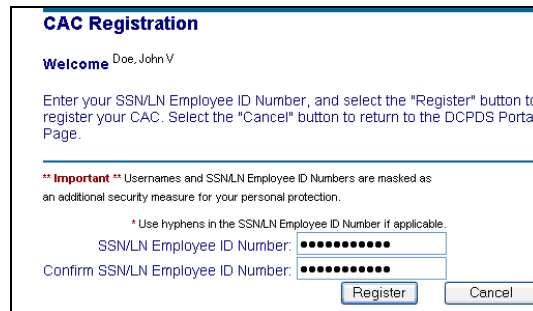 CAC Registration
Welcome Doe, John V
Enter your SSN/LN Employee ID Number, and select the "Register" button to
register your CAC. Select the "Cancel" button to return to the DCPDS Porta
Page.
** Important ** Usernames and SSN/LN Employee ID Numbers are masked as
an additional security measure for your personal protection.
* Use hyphens in the SSN/LN Employee ID Number if applicable.
SSN/LN Employee ID Number: ●●●●●●●●●●●
Confirm SSN/LN Employee ID Number: ●●●●●●●●●●●
Register Cancel